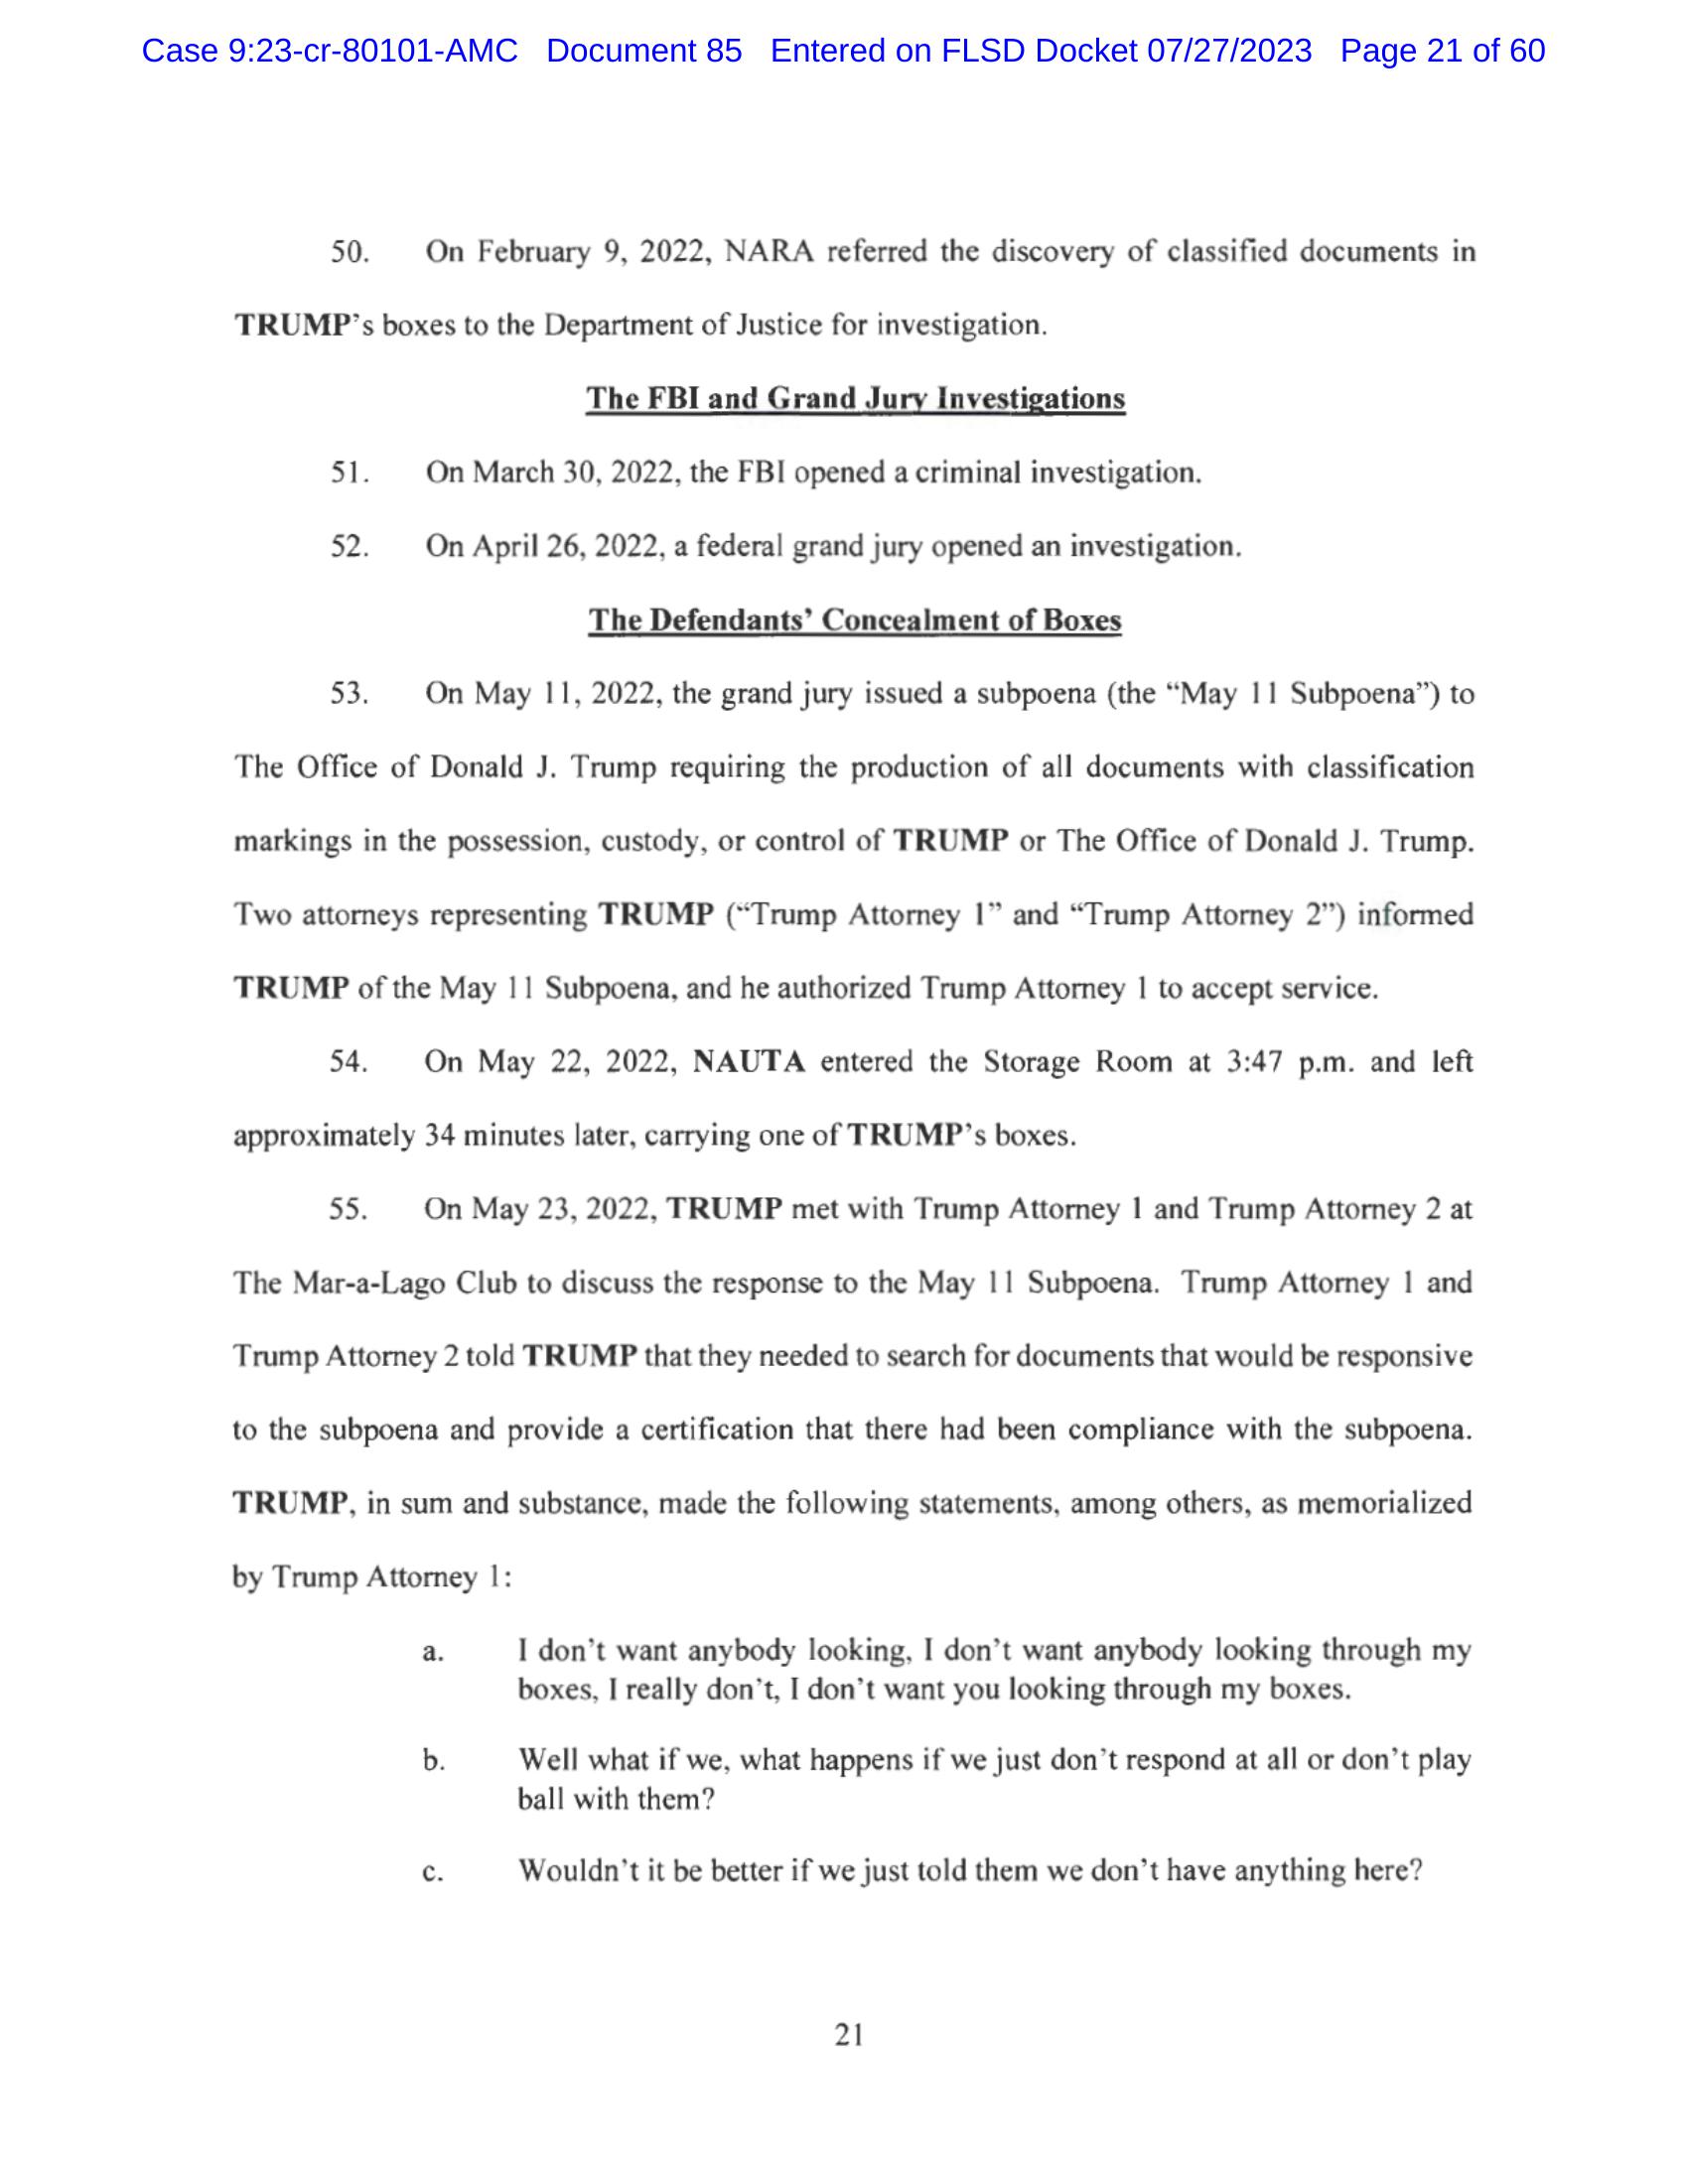 Case 9:23-cr-80101-AMC Document 85 Entered on FLSD Docket 07/27/2023 Page 21 of 60
50. On February 9, 2022, NARA referred the discovery of classified documents in
TRUMP's boxes to the Department of Justice for investigation.
The FBI and Grand Jury Investigations
51. On March 30, 2022, the FBI opened a criminal investigation.
52. On April 26, 2022, a federal grand jury opened an investigation.
The Defendants' Concealment of Boxes
53. On May 11, 2022, the grand jury issued a subpoena (the “May 11 Subpoena”) to
The Office of Donald J. Trump requiring the production of all documents with classification
markings in the possession, custody, or control of TRUMP or The Office of Donald J. Trump.
Two attorneys representing TRUMP (“Trump Attorney 1” and “Trump Attorney 2”) informed
TRUMP of the May 11 Subpoena, and he authorized Trump Attorney 1 to accept service.
54. On May 22, 2022, NAUTA entered the Storage Room at 3:47 p.m. and left
approximately 34 minutes later, carrying one of TRUMP's boxes.
55. On May 23, 2022, TRUMP met with Trump Attorney 1 and Trump Attorney 2 at
The Mar-a-Lago Club to discuss the response to the May 11 Subpoena. Trump Attorney 1 and
Trump Attorney 2 told TRUMP that they needed to search for documents that would be responsive
to the subpoena and provide a certification that there had been compliance with the subpoena.
TRUMP, in sum and substance, made the following statements, among others, as memorialized
by Trump Attorney 1:
a. I don't want anybody looking, I don't want anybody looking through my
boxes, I really don't, I don't want you looking through my boxes.
b. Well what if we, what happens if we just don't respond at all or don't play
ball with them?
c. Wouldn't it be better if we just told them we don't have anything here?
21